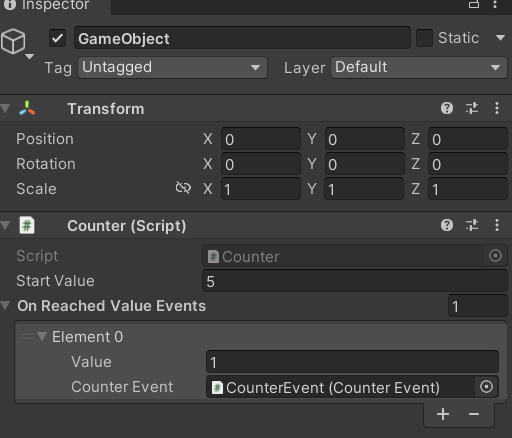 Inspector
GameObject Static
Tag Untagged Layer Default
Transform
Position X 0 Y 0 Z 0
Rotation X 0 Y 0 Z 0
Scale X 1 Y 1 Z 1
Counter (Script)
Script Counter
Start Value 5
On Reached Value Events 1
Element 0
Value 1
Counter Event CounterEvent (Counter Event)